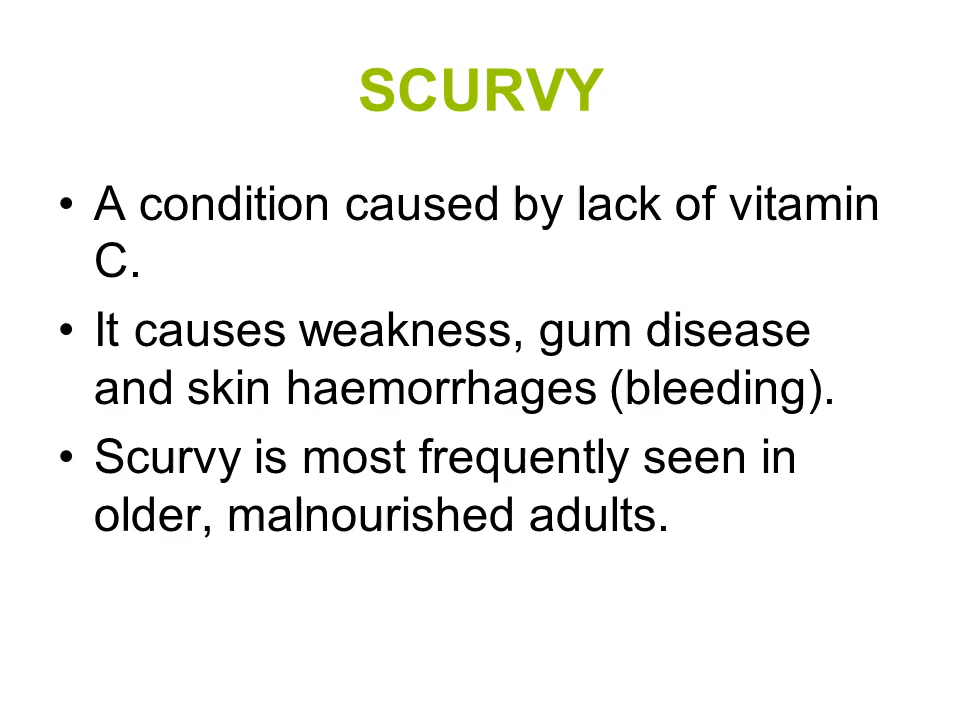 SCURVY
• A condition caused by lack of vitamin
C.
• It causes weakness, gum disease
and skin haemorrhages (bleeding).
• Scurvy is most frequently seen in
older, malnourished adults.